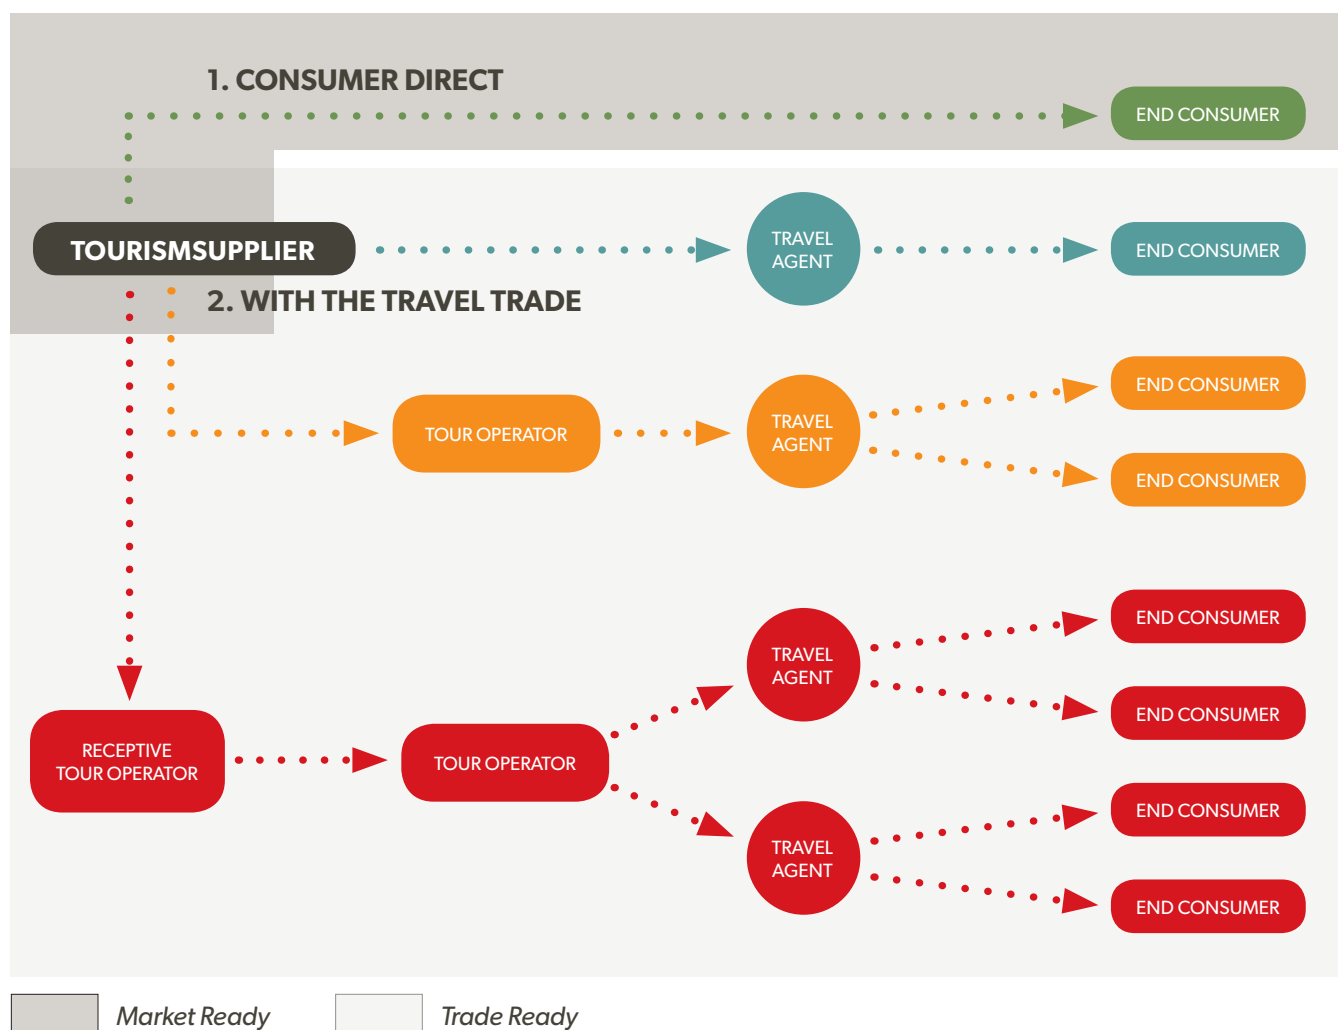 1. CONSUMER DIRECT
END CONSUMER
TOURISMSUPPLIER
TRAVEL
AGENT
END CONSUMER
2. WITH THE TRAVEL TRADE
TOUR OPERATOR
TRAVEL
AGENT
END CONSUMER
END CONSUMER
RECEPTIVE
TOUR OPERATOR
TOUR OPERATOR
TRAVEL
AGENT
END CONSUMER
END CONSUMER
TRAVEL
AGENT
END CONSUMER
END CONSUMER
Market Ready
Trade Ready